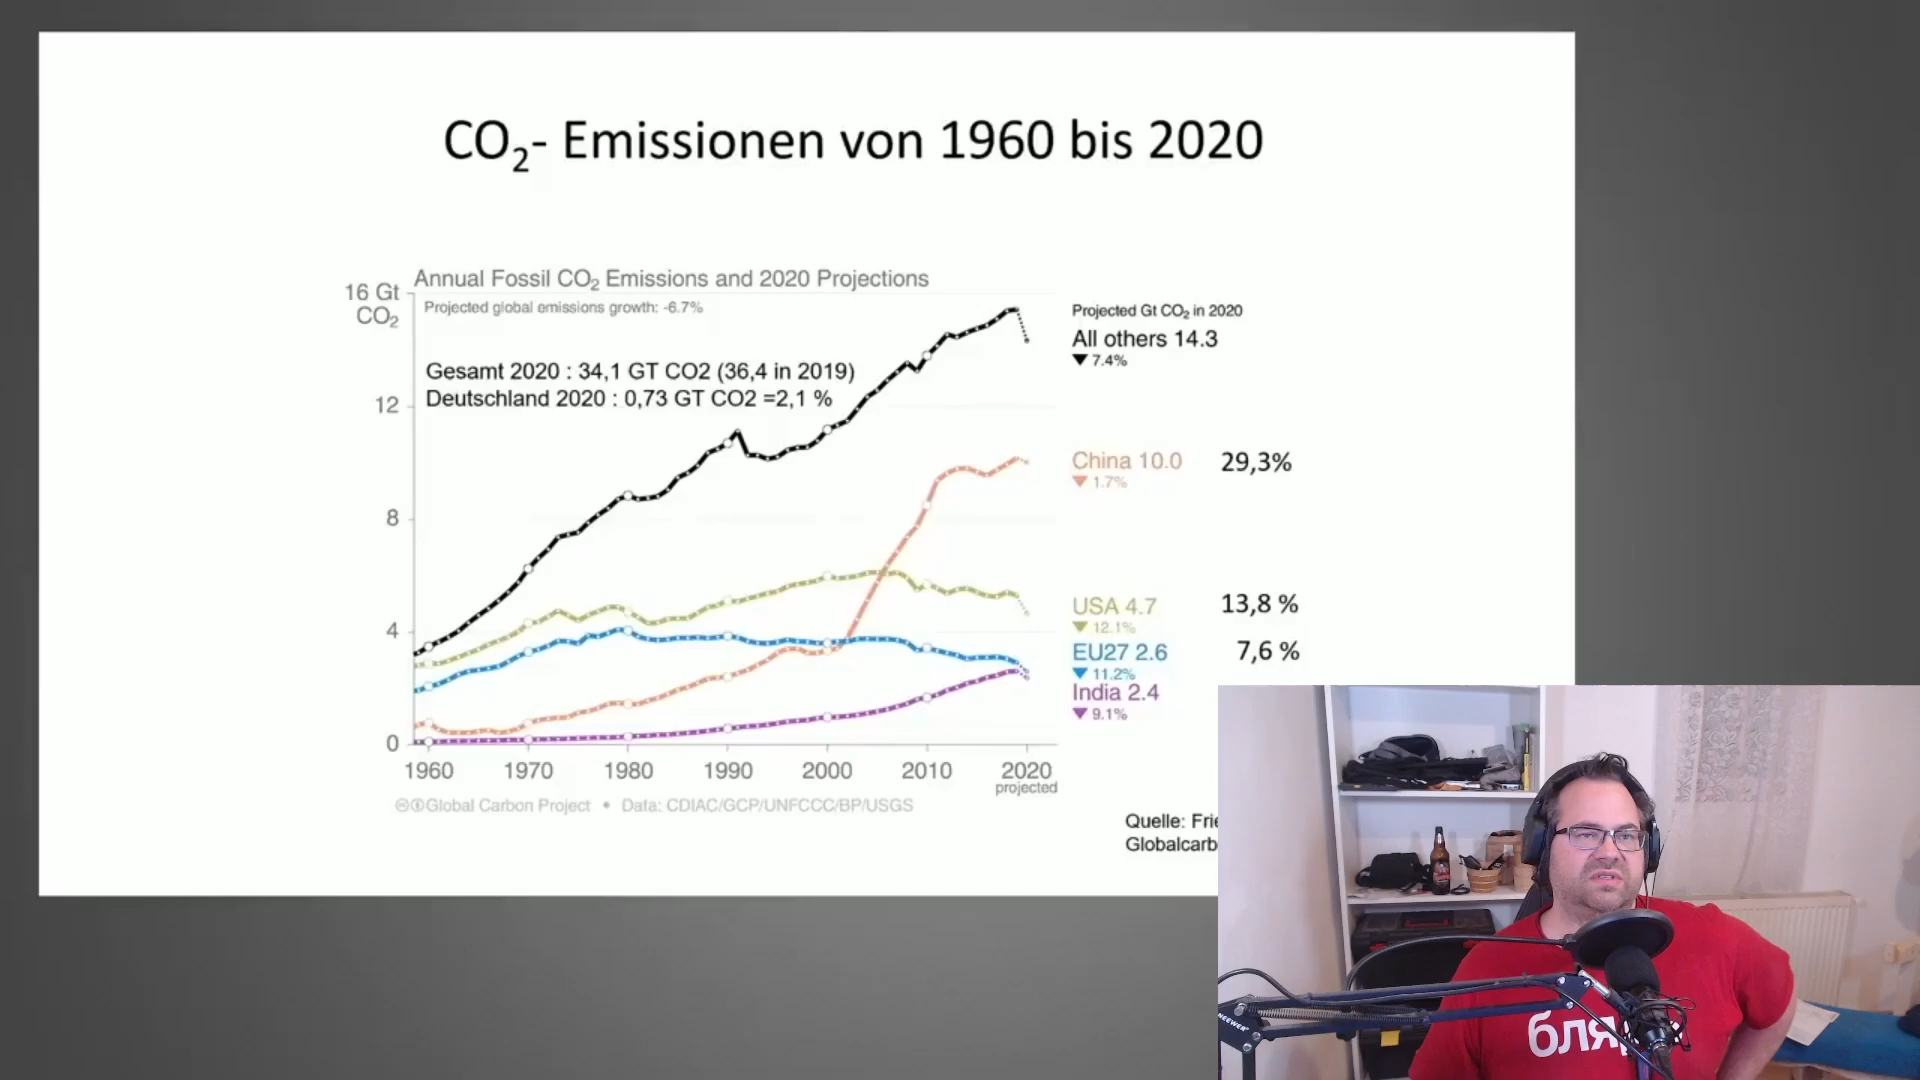 CO2- Emissionen von 1960 bis 2020
Annual Fossil CO2 Emissions and 2020 Projections
16 Gt
CO2
Projected global emissions growth: -6.7%
Gesamt 2020 : 34,1 GT CO2 (36,4 in 2019)
Deutschland 2020 : 0,73 GT CO2 =2,1 %
12
8
4
0
1960 1970 1980 1990 2000 2010 2020
projected
Projected Gt CO2 in 2020
All others 14.3
▼ 7.4%
China 10.0 29,3%
▼ 1.7%
USA 4.7 13,8 %
▼ 12.1%
EU27 2.6 7,6 %
▼ 11.2%
India 2.4
▼ 9.1%
Global Carbon Project • Data: CDIAC/GCP/UNFCCC/BP/USGS
Quelle:
NEEWER